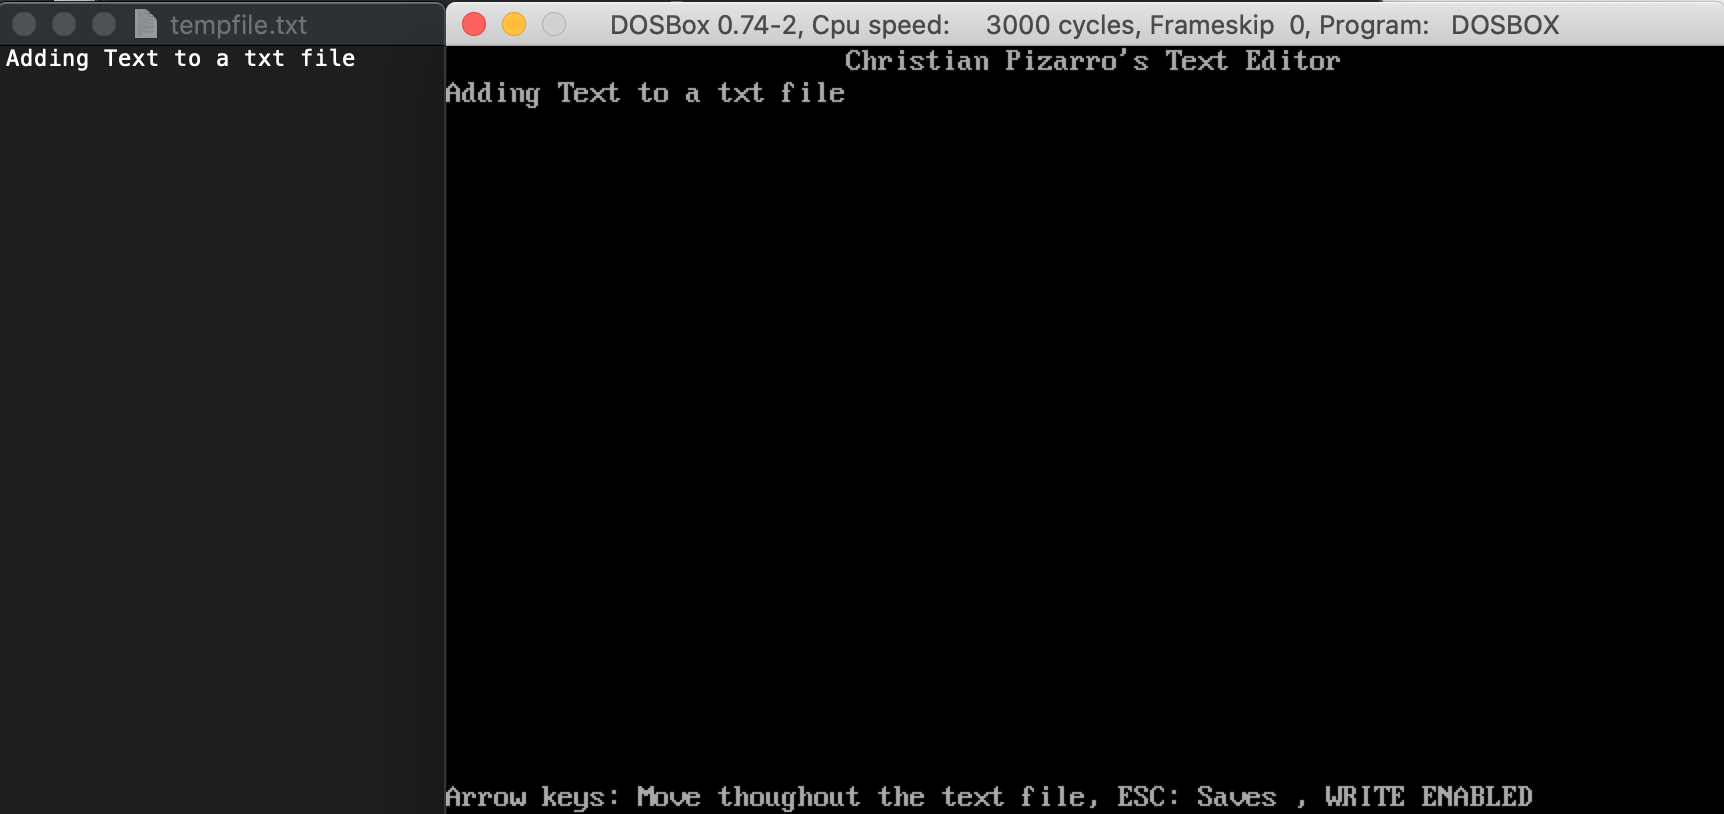 tempfile.txt
Adding Text to a txt file
DOSBox 0.74-2, Cpu speed: 3000 cycles, Frameskip 0, Program: DOSBOX
Christian Pizarro's Text Editor
Adding Text to a txt file
Arrow keys: Move thoughout the text file, ESC: Saves , WRITE ENABLED